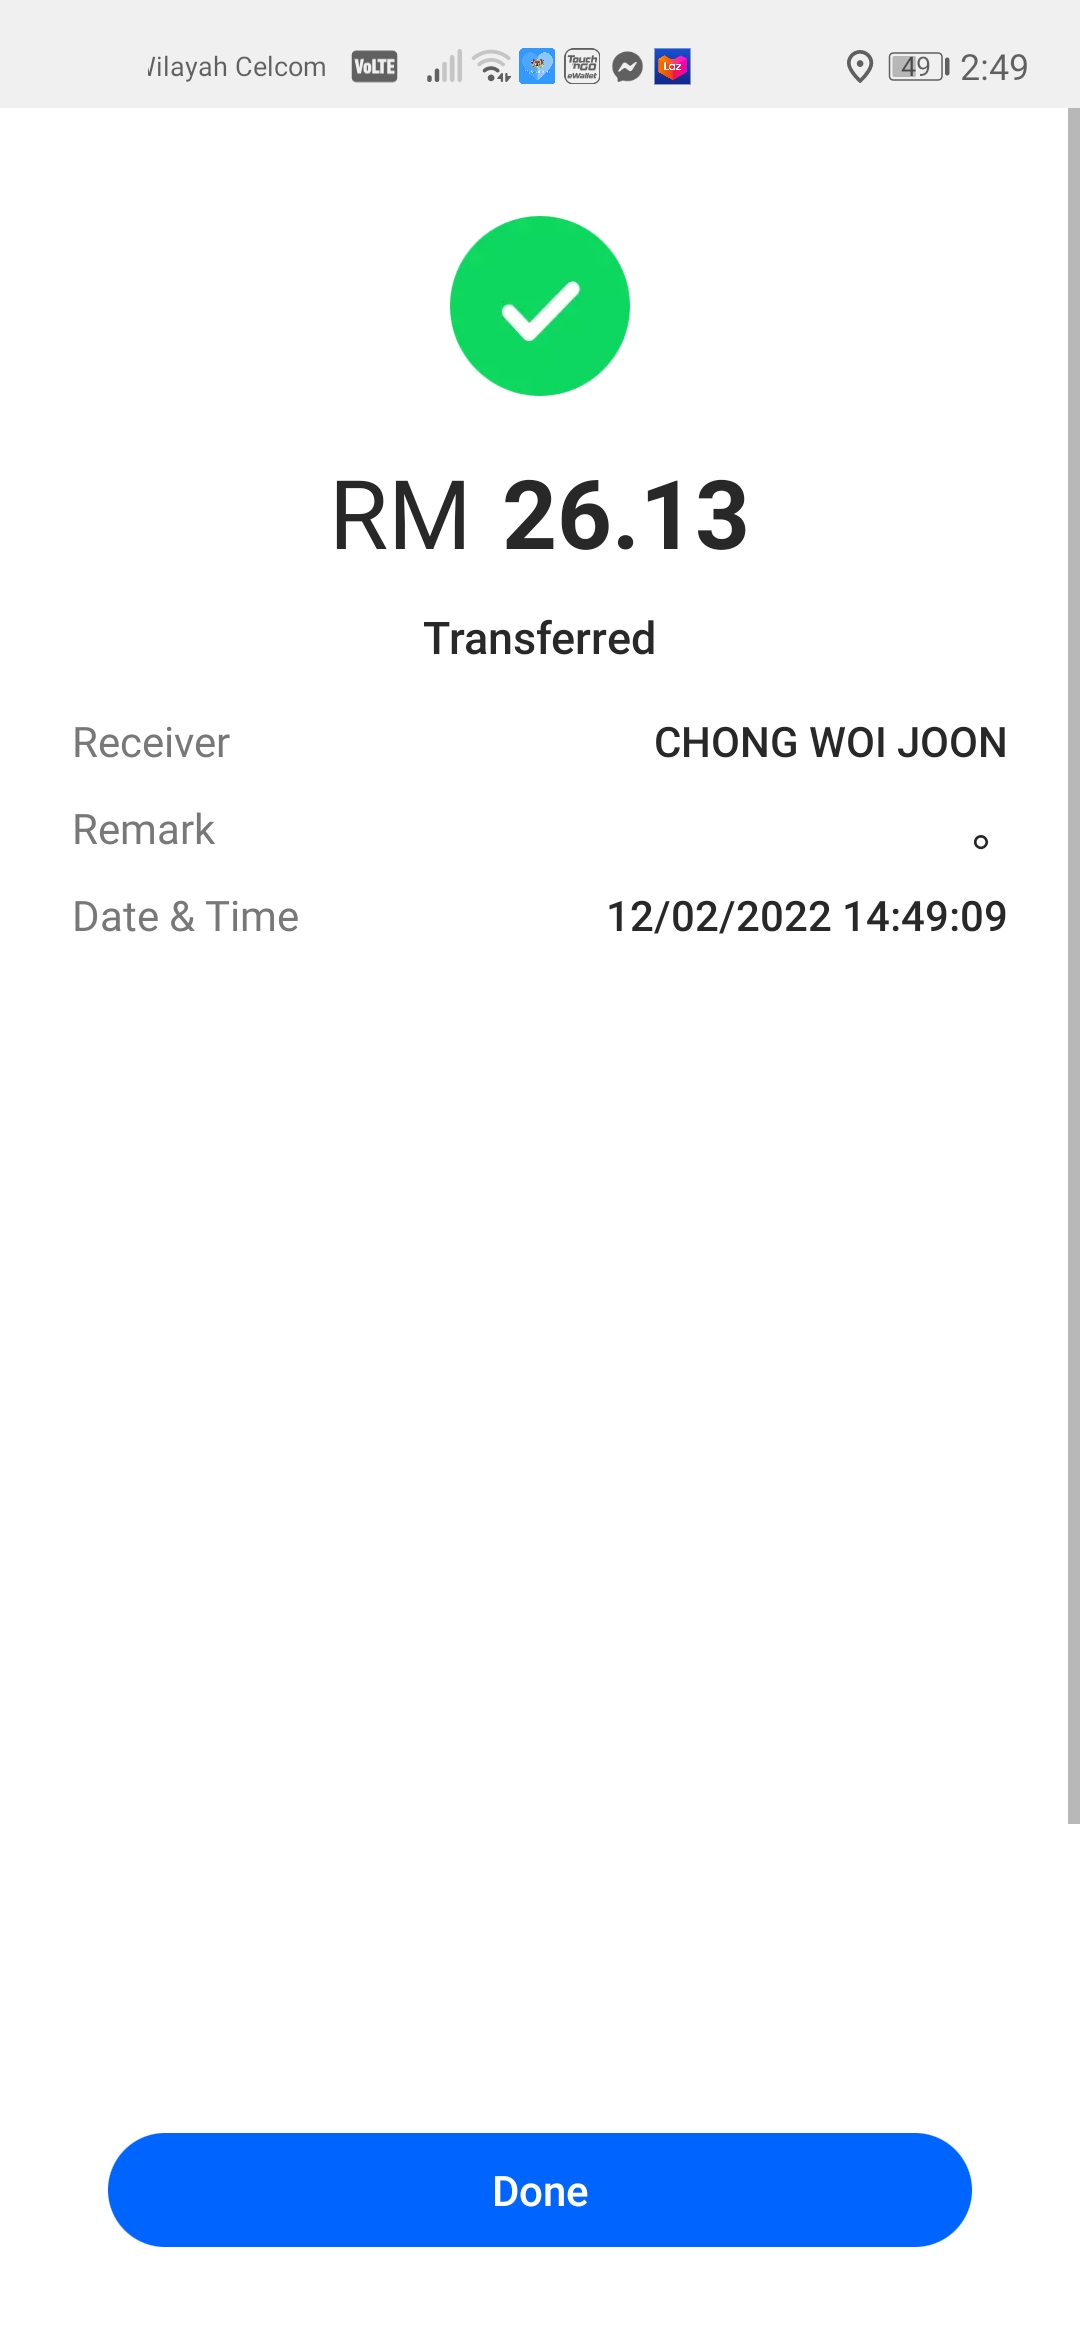 Vilayah Celcom VoLTE Touch 'nGO eWallet Laz 49 2:49
RM 26.13
Transferred
Receiver CHONG WOI JOON
Remark 。
Date & Time 12/02/2022 14:49:09
Done